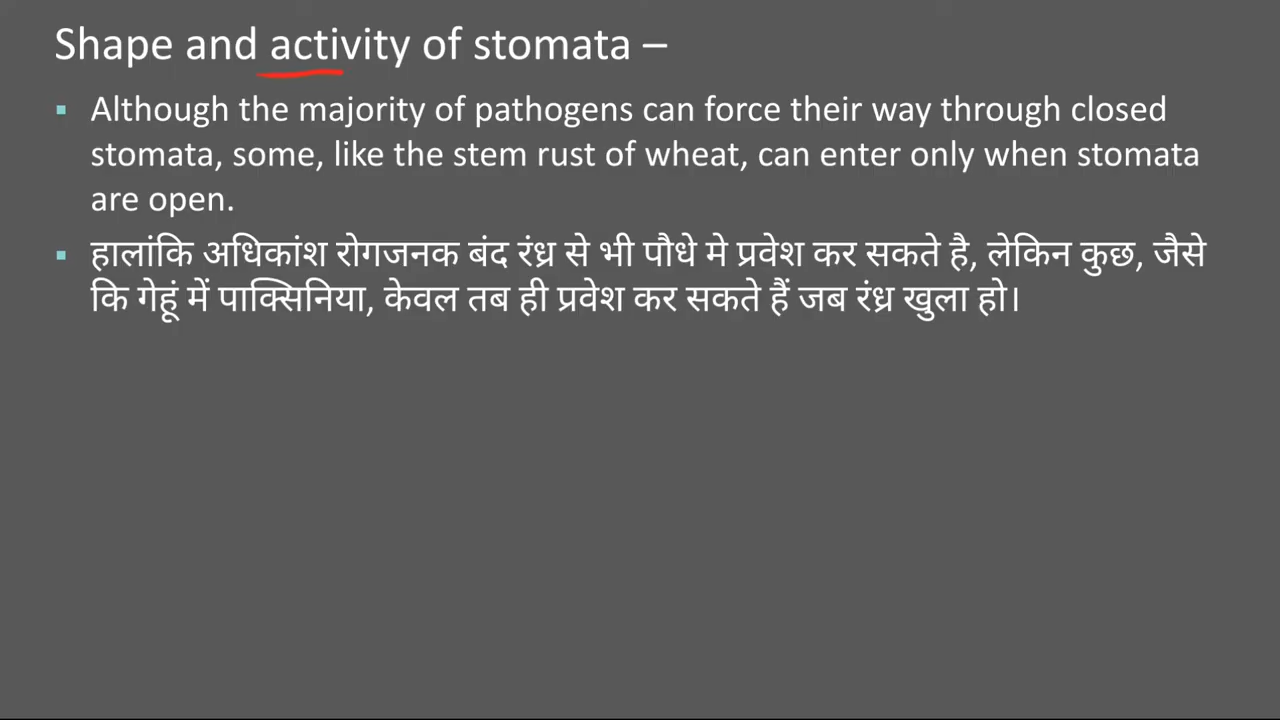 Shape and activity of stomata –
▪ Although the majority of pathogens can force their way through closed
stomata, some, like the stem rust of wheat, can enter only when stomata
are open.
▪ हालांकि अधिकांश रोगजनक बंद रंध्र से भी पौधे मे प्रवेश कर सकते है, लेकिन कुछ, जैसे
कि गेहूं में पाक्सिनिया, केवल तब ही प्रवेश कर सकते हैं जब रंध्र खुला हो।